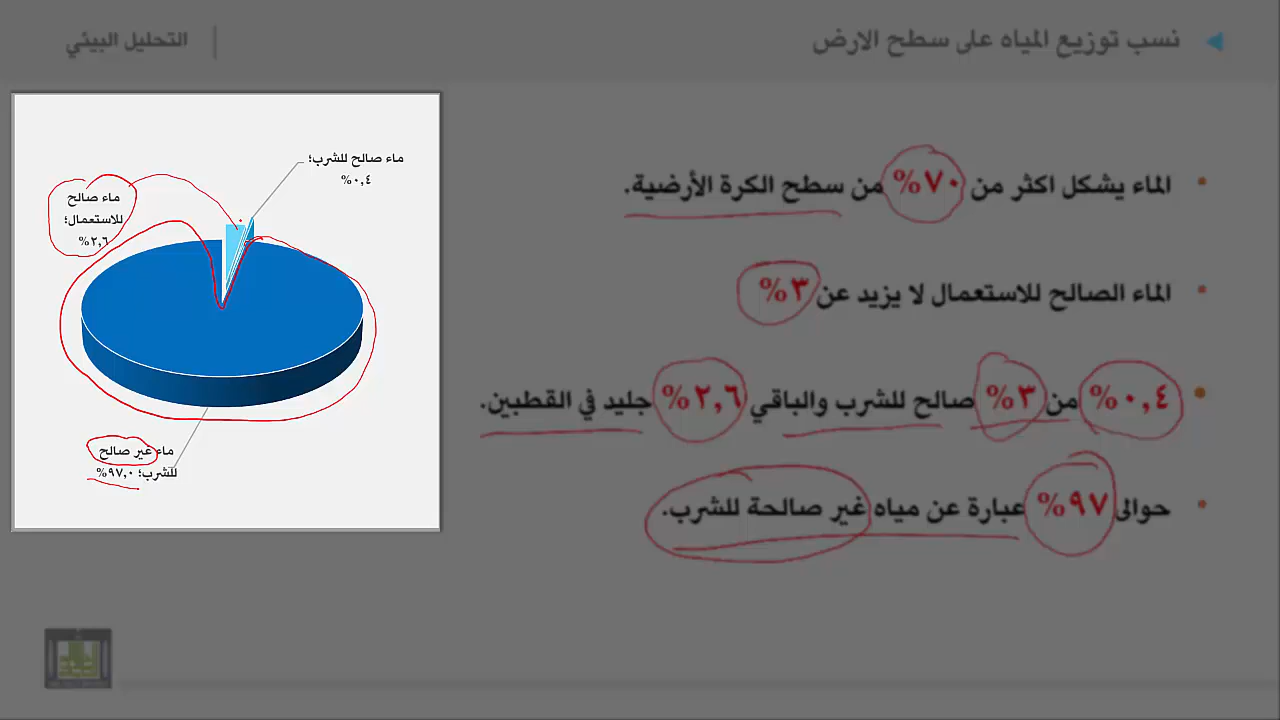 نسب توزيع المياه على سطح الارض
التحليل البيئي
الماء يشكل اكثر من ٧٠% من سطح الكرة الأرضية.
الماء الصالح للاستعمال لا يزيد عن ٣%
٠,٤% من ٣% صالح للشرب والباقي ٢,٦% جليد في القطبين.
حوالى ٩٧% عبارة عن مياه غير صالحة للشرب.
ماء صالح للشرب؛
٠,٤%
ماء صالح
للاستعمال؛
٢,٦%
ماء غير صالح
للشرب؛ ٩٧,٠%